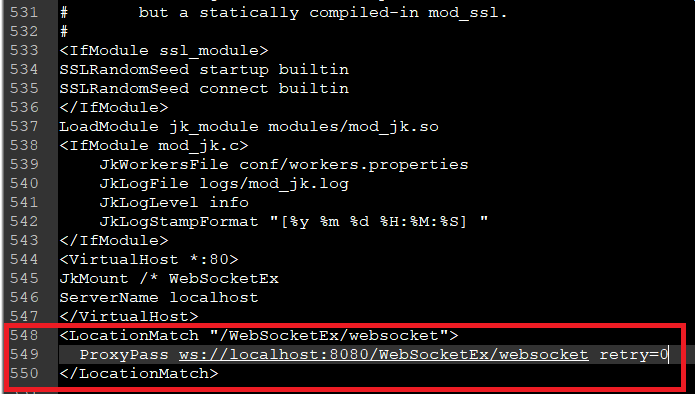 531 #       but a statically compiled-in mod_ssl.
532 #
533 <IfModule ssl_module>
534 SSLRandomSeed startup builtin
535 SSLRandomSeed connect builtin
536 </IfModule>
537 LoadModule jk_module modules/mod_jk.so
538 <IfModule mod_jk.c>
539     JkWorkersFile conf/workers.properties
540     JkLogFile logs/mod_jk.log
541     JkLogLevel info
542     JkLogStampFormat "[%y %m %d %H:%M:%S] "
543 </IfModule>
544 <VirtualHost *:80>
545 JkMount /* WebSocketEx
546 ServerName localhost
547 </VirtualHost>
548 <LocationMatch "/WebSocketEx/websocket">
549   ProxyPass ws://localhost:8080/WebSocketEx/websocket retry=0
550 </LocationMatch>